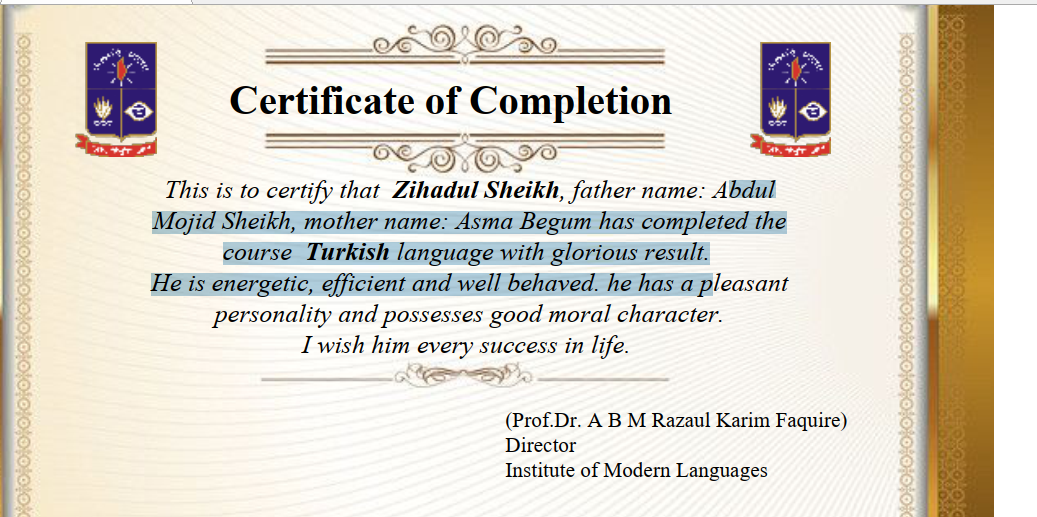 Certificate of Completion
This is to certify that Zihadul Sheikh, father name: Abdul
Mojid Sheikh, mother name: Asma Begum has completed the
course Turkish language with glorious result.
He is energetic, efficient and well behaved. he has a pleasant
personality and possesses good moral character.
I wish him every success in life.
(Prof.Dr. A B M Razaul Karim Faquire)
Director
Institute of Modern Languages